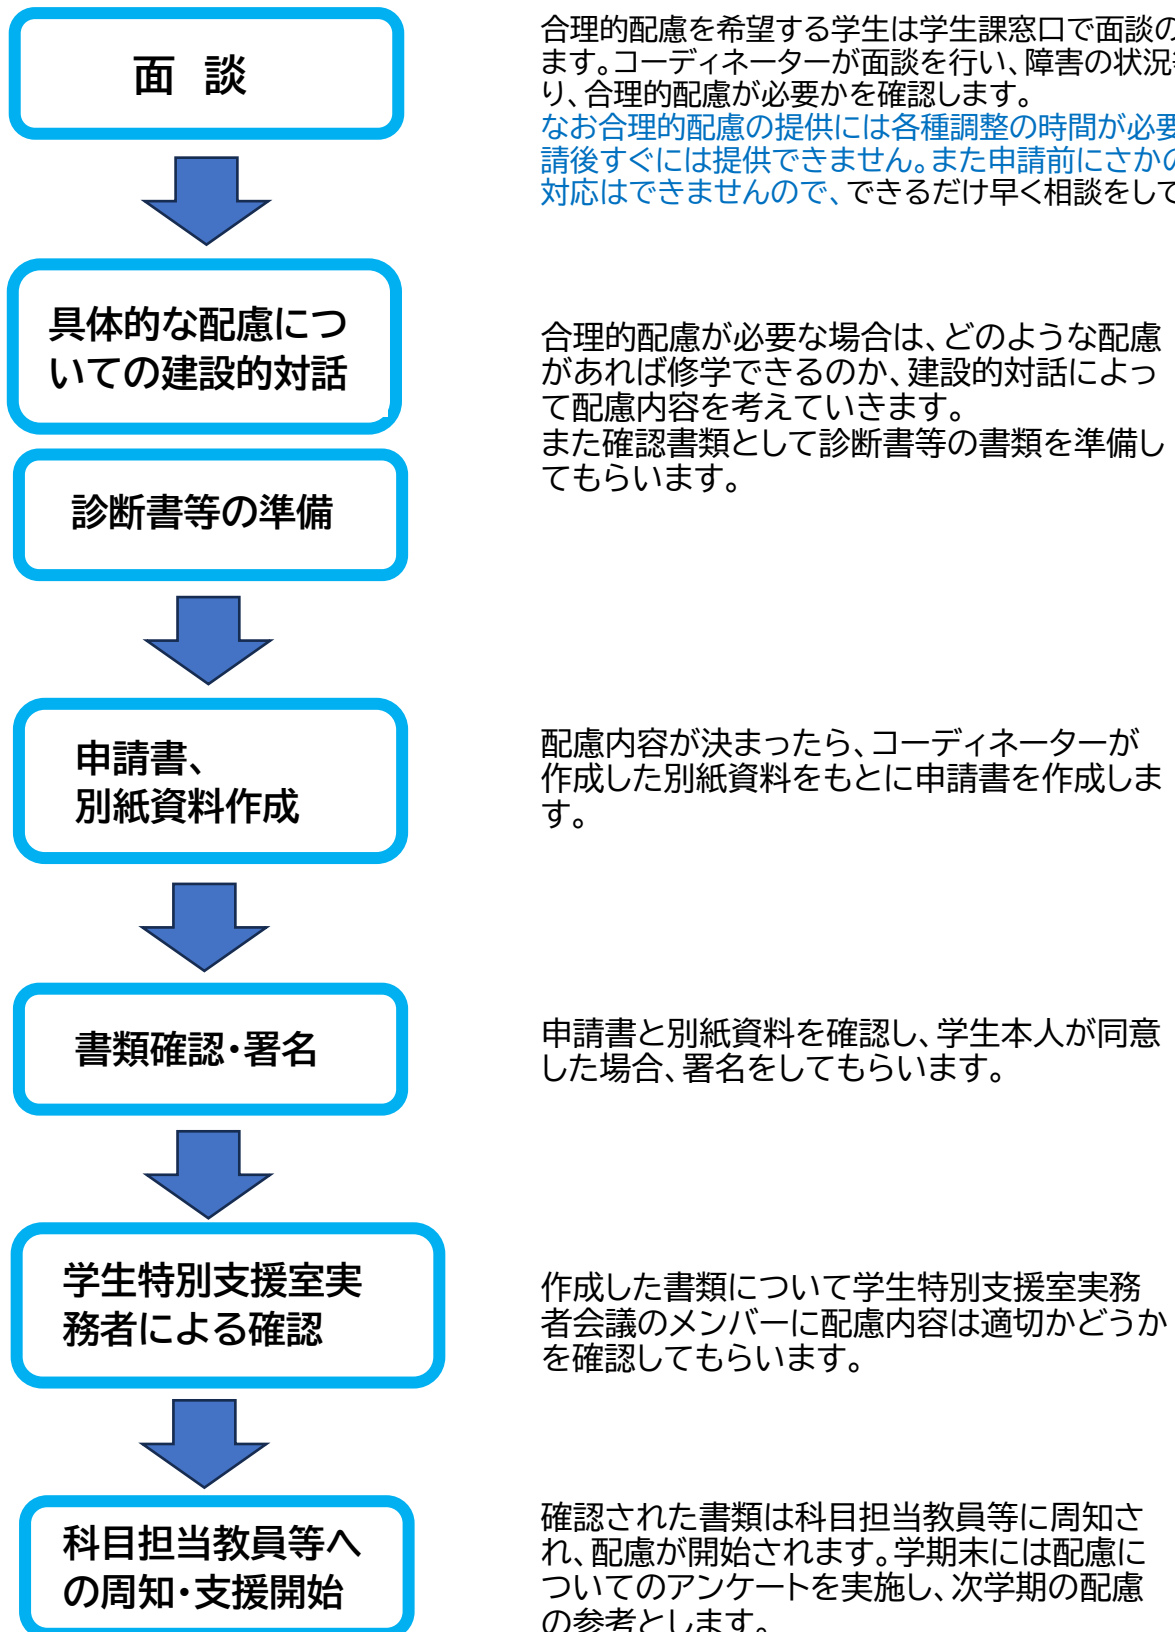 面 談
合理的配慮を希望する学生は学生課窓口で面談の
ます。コーディネーターが面談を行い、障害の状況
り、合理的配慮が必要かを確認します。
なお合理的配慮の提供には各種調整の時間が必要
請後すぐには提供できません。また申請前にさかの
対応はできませんので、できるだけ早く相談をして
具体的な配慮につ
いての建設的対話
合理的配慮が必要な場合は、どのような配慮
があれば修学できるのか、建設的対話によっ
て配慮内容を考えていきます。
また確認書類として診断書等の書類を準備し
てもらいます。
診断書等の準備
申請書、
別紙資料作成
配慮内容が決まったら、コーディネーターが
作成した別紙資料をもとに申請書を作成しま
す。
書類確認・署名
申請書と別紙資料を確認し、学生本人が同意
した場合、署名をしてもらいます。
学生特別支援室実
務者による確認
作成した書類について学生特別支援室実務
者会議のメンバーに配慮内容は適切かどうか
を確認してもらいます。
科目担当教員等へ
の周知・支援開始
確認された書類は科目担当教員等に周知さ
れ、配慮が開始されます。学期末には配慮に
ついてのアンケートを実施し、次学期の配慮
の参考とします。